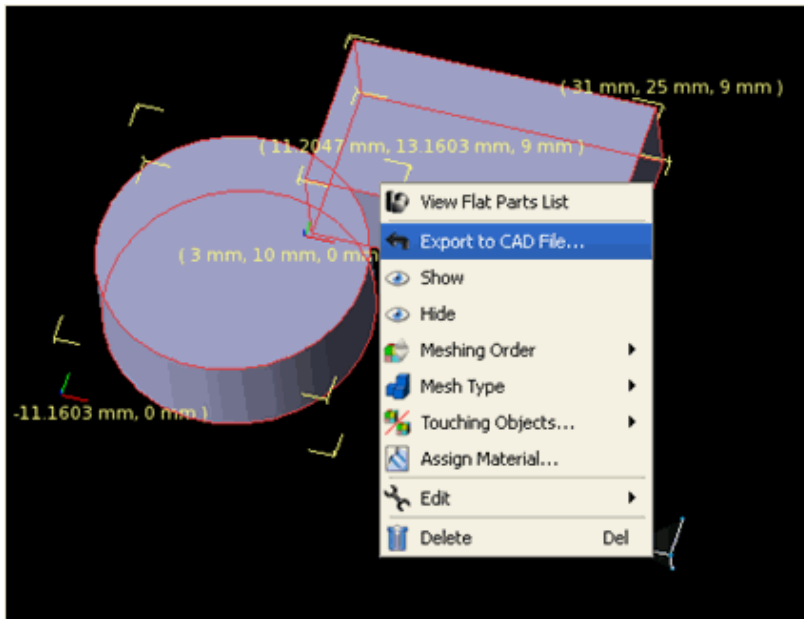 ( 31 mm, 25 mm, 9 mm )
( 11.2047 mm, 13.1603 mm, 9 mm )
View Flat Parts List
Export to CAD File...
( 3 mm, 10 mm, 0 mm
Show
Hide
Meshing Order
Mesh Type
-11.1603 mm, 0 mm )
Touching Objects...
Assign Material...
Edit
Delete Del